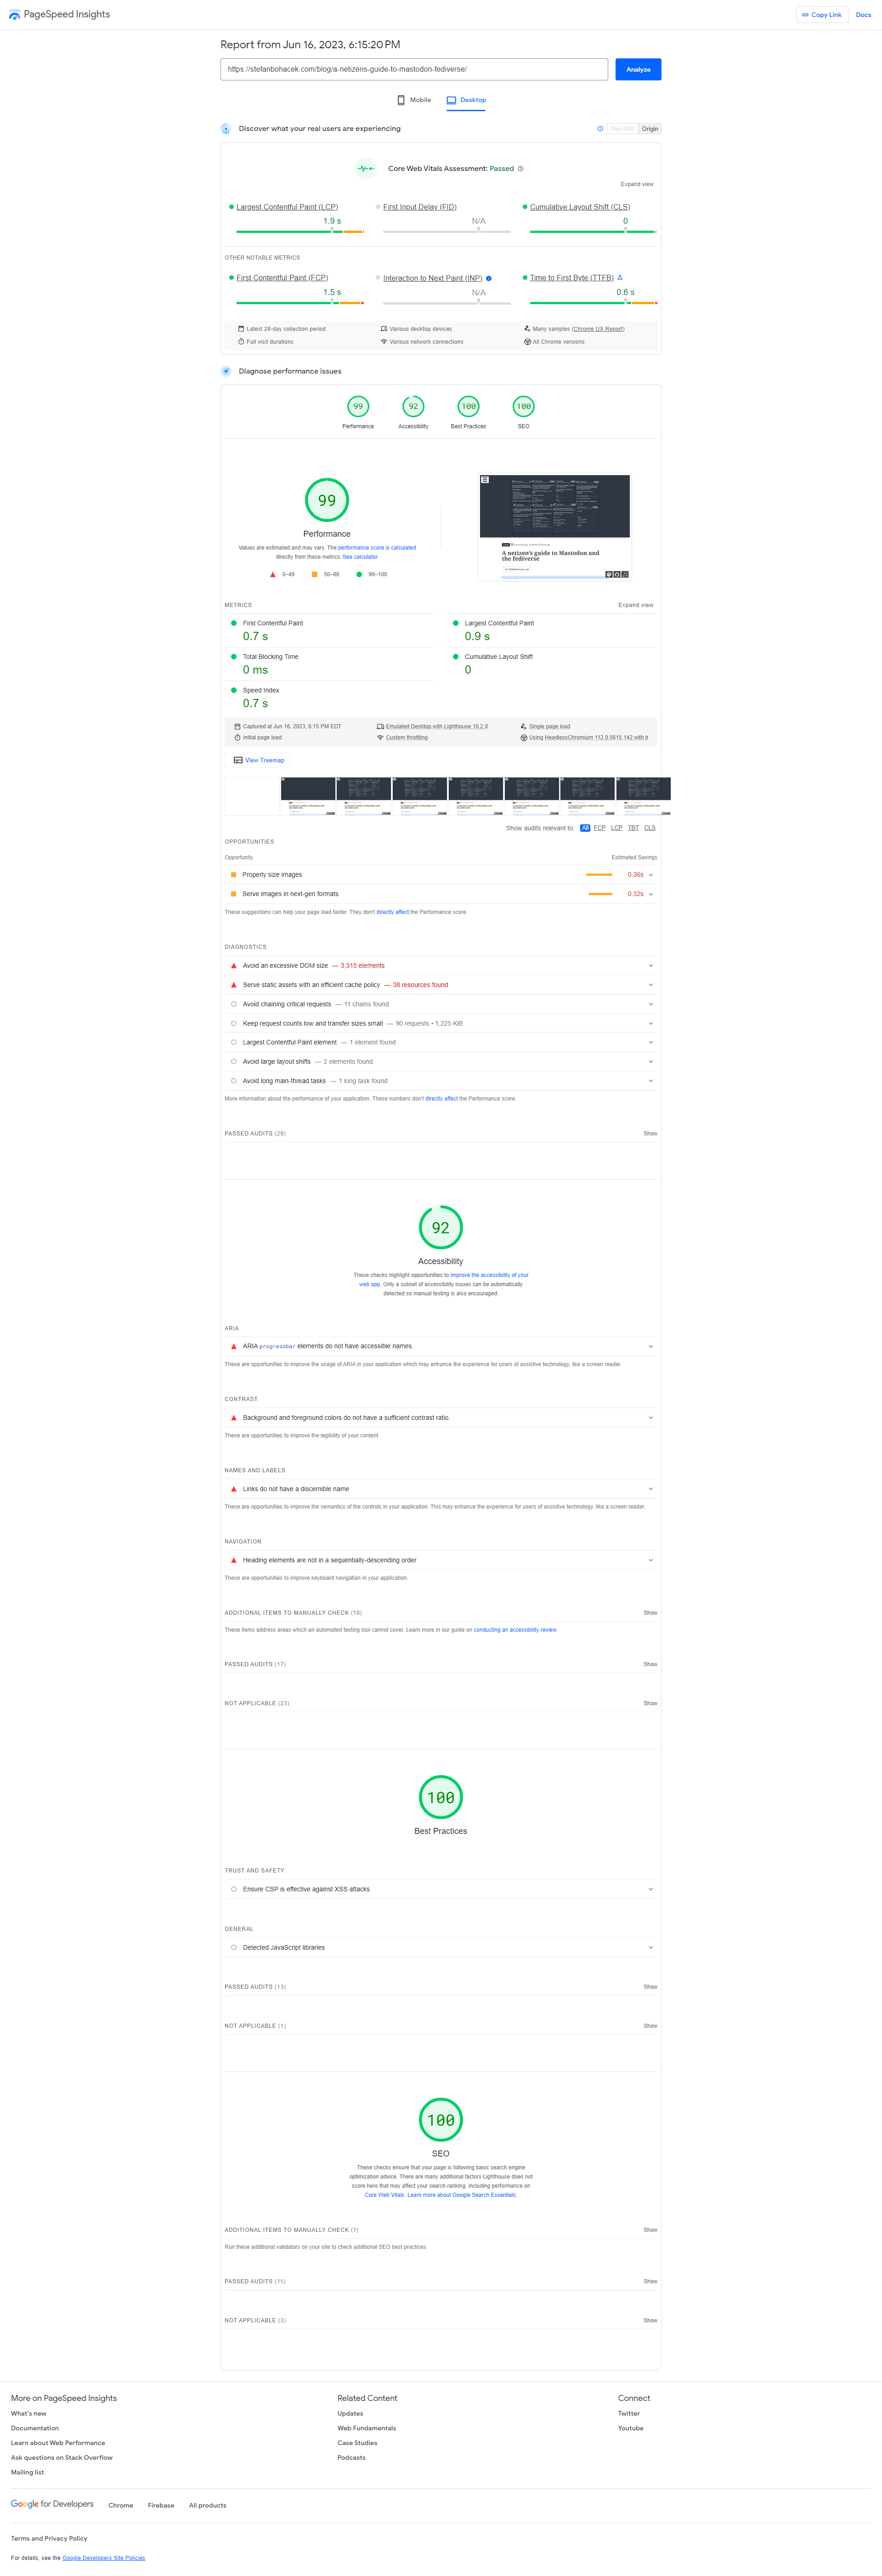 PageSpeed Insights
Copy Link
Docs
Report from Jun 16, 2023, 6:15:20 PM
https://stefanbohacek.com/blog/a-netizens-guide-to-mastodon-fediverse/
Analyze
Mobile
Desktop
Discover what your real users are experiencing
This URL
Origin
Core Web Vitals Assessment: Passed
Expand view
Largest Contentful Paint (LCP)
1.9 s
First Input Delay (FID)
N/A
Cumulative Layout Shift (CLS)
0
OTHER NOTABLE METRICS
First Contentful Paint (FCP)
1.5 s
Interaction to Next Paint (INP)
N/A
Time to First Byte (TTFB)
0.6 s
Latest 28-day collection period
Various desktop devices
Many samples (Chrome UX Report)
Full visit durations
Various network connections
All Chrome versions
Diagnose performance issues
99
Performance
92
Accessibility
100
Best Practices
100
SEO
99
Performance
Values are estimated and may vary. The performance score is calculated
directly from these metrics. See calculator.
0–49
50–89
90–100
A netizen's guide to Mastodon and
the fediverse
METRICS
Expand view
First Contentful Paint
0.7 s
Largest Contentful Paint
0.9 s
Total Blocking Time
0 ms
Cumulative Layout Shift
0
Speed Index
0.7 s
Captured at Jun 16, 2023, 6:15 PM EDT
Emulated Desktop with Lighthouse 10.2.0
Single page load
Initial page load
Custom throttling
Using HeadlessChromium 112.0.5615.142 with lr
View Treemap
Show audits relevant to: All FCP LCP TBT CLS
OPPORTUNITIES
Opportunity
Estimated Savings
Properly size images
0.36s
Serve images in next-gen formats
0.32s
These suggestions can help your page load faster. They don't directly affect the Performance score.
DIAGNOSTICS
Avoid an excessive DOM size — 3,315 elements
Serve static assets with an efficient cache policy — 38 resources found
Avoid chaining critical requests — 11 chains found
Keep request counts low and transfer sizes small — 90 requests • 1,225 KiB
Largest Contentful Paint element — 1 element found
Avoid large layout shifts — 2 elements found
Avoid long main-thread tasks — 1 long task found
More information about the performance of your application. These numbers don't directly affect the Performance score.
PASSED AUDITS (29)
Show
92
Accessibility
These checks highlight opportunities to improve the accessibility of your
web app. Only a subset of accessibility issues can be automatically
detected so manual testing is also encouraged.
ARIA
ARIA progressbar elements do not have accessible names.
These are opportunities to improve the usage of ARIA in your application which may enhance the experience for users of assistive technology, like a screen reader.
CONTRAST
Background and foreground colors do not have a sufficient contrast ratio.
These are opportunities to improve the legibility of your content.
NAMES AND LABELS
Links do not have a discernible name
These are opportunities to improve the semantics of the controls in your application. This may enhance the experience for users of assistive technology, like a screen reader.
NAVIGATION
Heading elements are not in a sequentially-descending order
These are opportunities to improve keyboard navigation in your application.
ADDITIONAL ITEMS TO MANUALLY CHECK (10)
Show
These items address areas which an automated testing tool cannot cover. Learn more in our guide on conducting an accessibility review.
PASSED AUDITS (17)
Show
NOT APPLICABLE (23)
Show
100
Best Practices
TRUST AND SAFETY
Ensure CSP is effective against XSS attacks
GENERAL
Detected JavaScript libraries
PASSED AUDITS (13)
Show
NOT APPLICABLE (1)
Show
100
SEO
These checks ensure that your page is following basic search engine
optimization advice. There are many additional factors Lighthouse does not
score here that may affect your search ranking, including performance on
Core Web Vitals. Learn more about Google Search Essentials.
ADDITIONAL ITEMS TO MANUALLY CHECK (1)
Show
Run these additional validators on your site to check additional SEO best practices.
PASSED AUDITS (11)
Show
NOT APPLICABLE (3)
Show
More on PageSpeed Insights
What's new
Documentation
Learn about Web Performance
Ask questions on Stack Overflow
Mailing list
Related Content
Updates
Web Fundamentals
Case Studies
Podcasts
Connect
Twitter
Youtube
Google for Developers
Chrome
Firebase
All products
Terms and Privacy Policy
For details, see the Google Developers Site Policies.